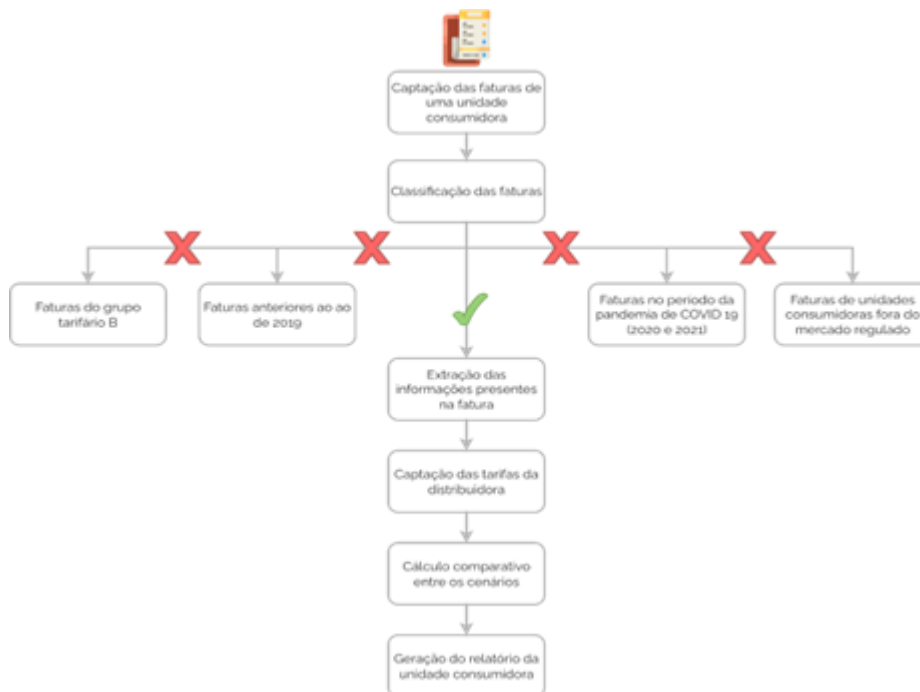 Captação das faturas de
uma unidade
consumidora
Classificação das faturas
Faturas do grupo
tarifário B
Faturas anteriores ao ao
de 2019
Faturas no período da
pandemia de COVID 19
(2020 e 2021)
Faturas de unidades
consumidoras fora do
mercado regulado
Extração das
informações presentes
na fatura
Captação das tarifas da
distribuidora
Cálculo comparativo
entre os cenários
Geração do relatório da
unidade consumidora